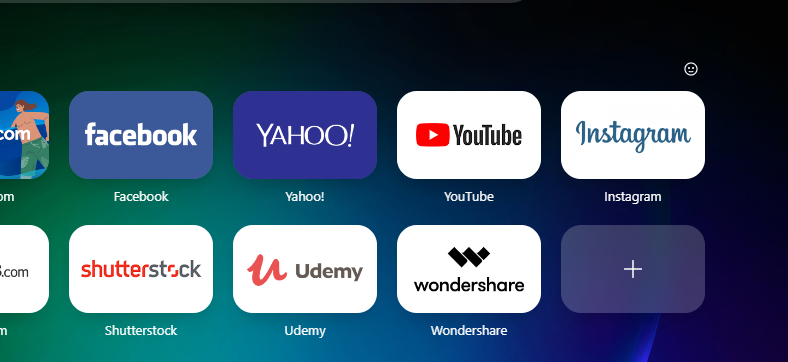 com
facebook
YAHOO!
YouTube
Instagram
om
Facebook
Yahoo!
YouTube
Instagram
.com
shutterstock
Udemy
wondershare
m
Shutterstock
Udemy
Wondershare